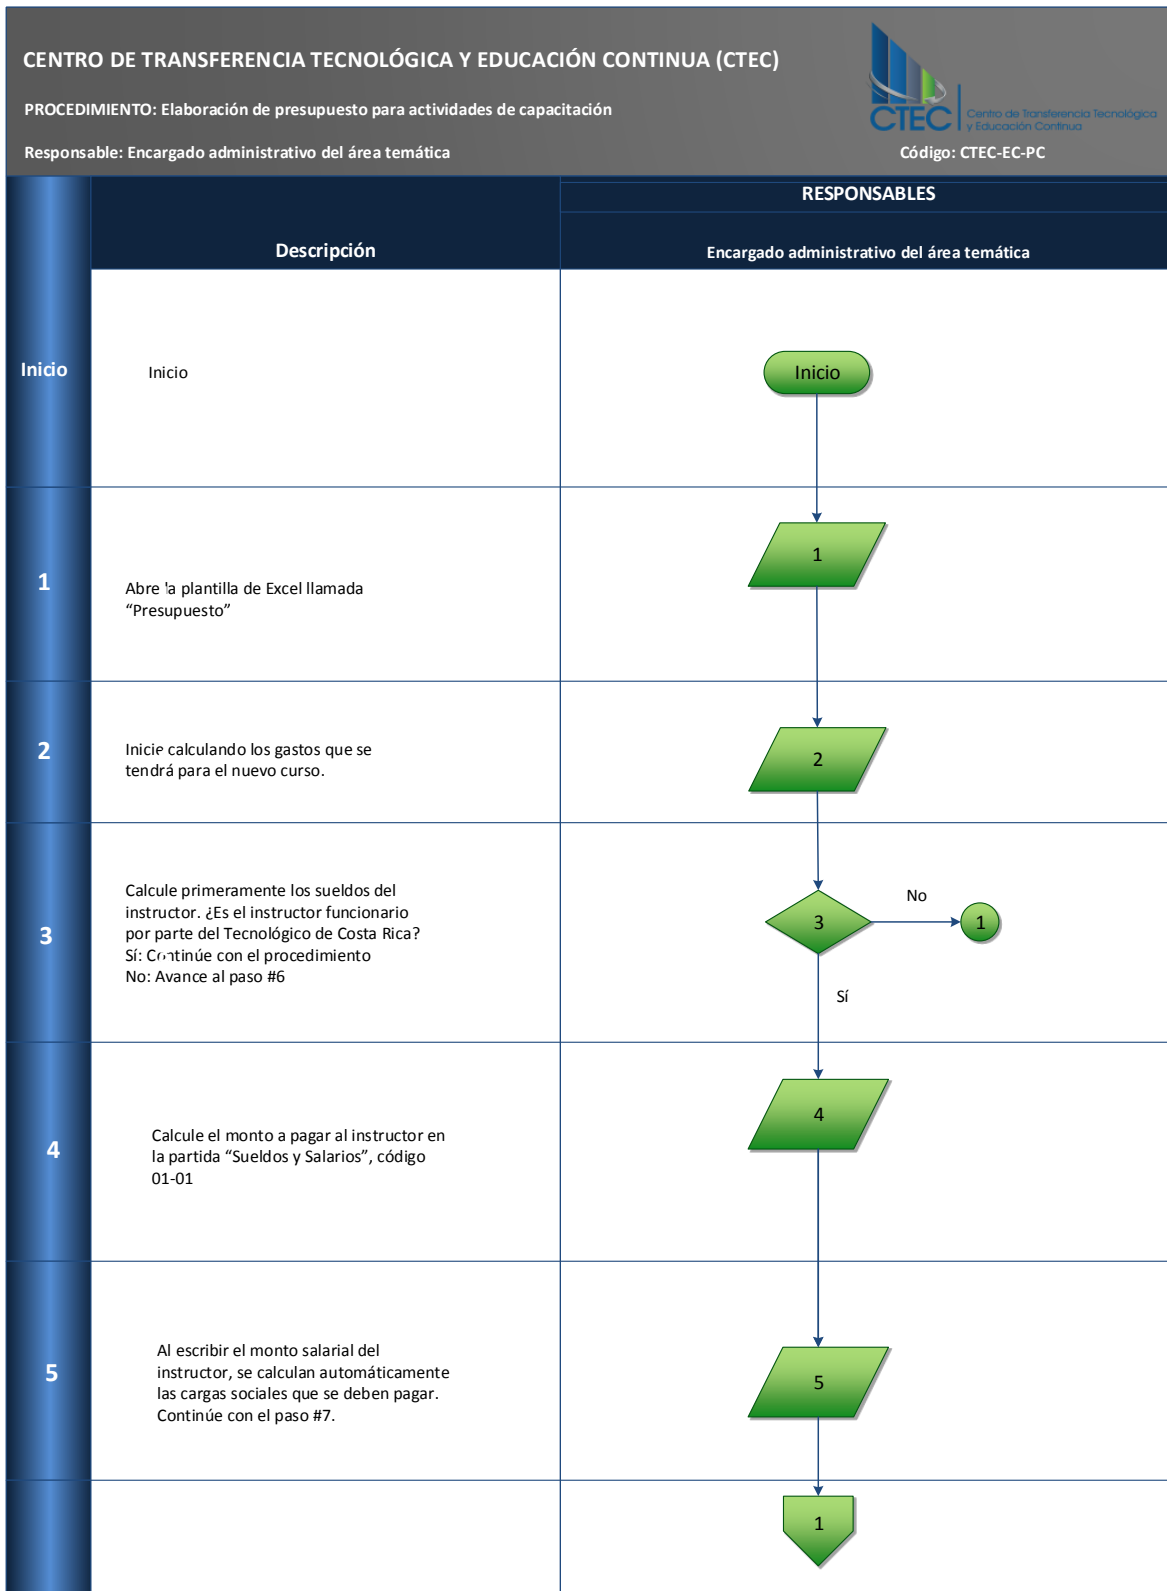 CENTRO DE TRANSFERENCIA TECNOLÓGICA Y EDUCACIÓN CONTINUA (CTEC)
PROCEDIMIENTO: Elaboración de presupuesto para actividades de capacitación
Responsable: Encargado administrativo del área temática
CTEC
Centro de Transferencia Tecnológica
y Educación Continua
Código: CTEC-EC-PC
RESPONSABLES
Descripción
Encargado administrativo del área temática
Inicio
Inicio
Inicio
1
Abre la plantilla de Excel llamada
“Presupuesto”
1
2
Inicie calculando los gastos que se
tendrá para el nuevo curso.
2
3
Calcule primeramente los sueldos del
instructor. ¿Es el instructor funcionario
por parte del Tecnológico de Costa Rica?
Sí: Continúe con el procedimiento
No: Avance al paso #6
3
No
1
Sí
4
Calcule el monto a pagar al instructor en
la partida “Sueldos y Salarios”, código
01-01
4
5
Al escribir el monto salarial del
instructor, se calculan automáticamente
las cargas sociales que se deben pagar.
Continúe con el paso #7.
5
1